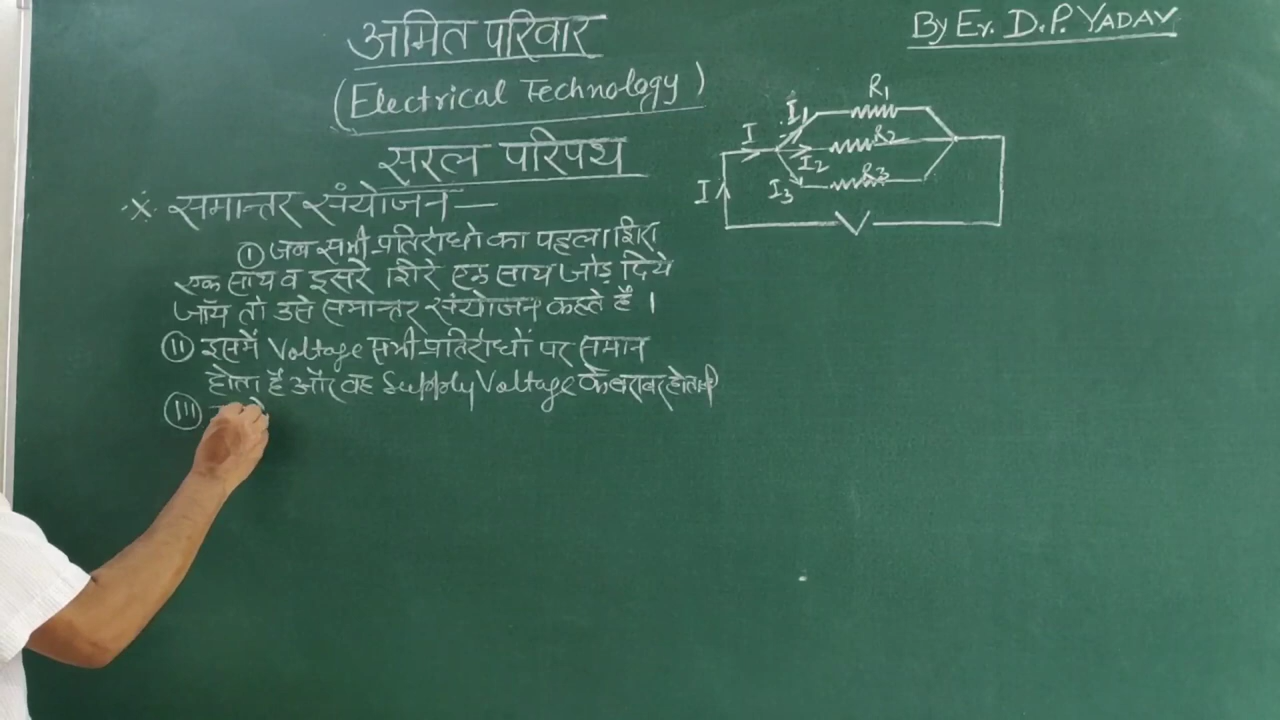 अमित परिवार
By Er. D.P. YADAV
(Electrical Technology)
सरल परिपथ
R1
I1
I
R2
I2
I
I3
R3
V
X समान्तर संयोजन—
① जब सभी प्रतिरोधों का पहला शिरा
एक साथ व दूसरे शिरे एक साथ जोड़ दिये
जॉय तो उसे समान्तर संयोजन कहते हैं।
(II) इसमें Voltage सभी प्रतिरोधों पर समान
होता है और वह Supply Voltage के बराबर होता है
(III)